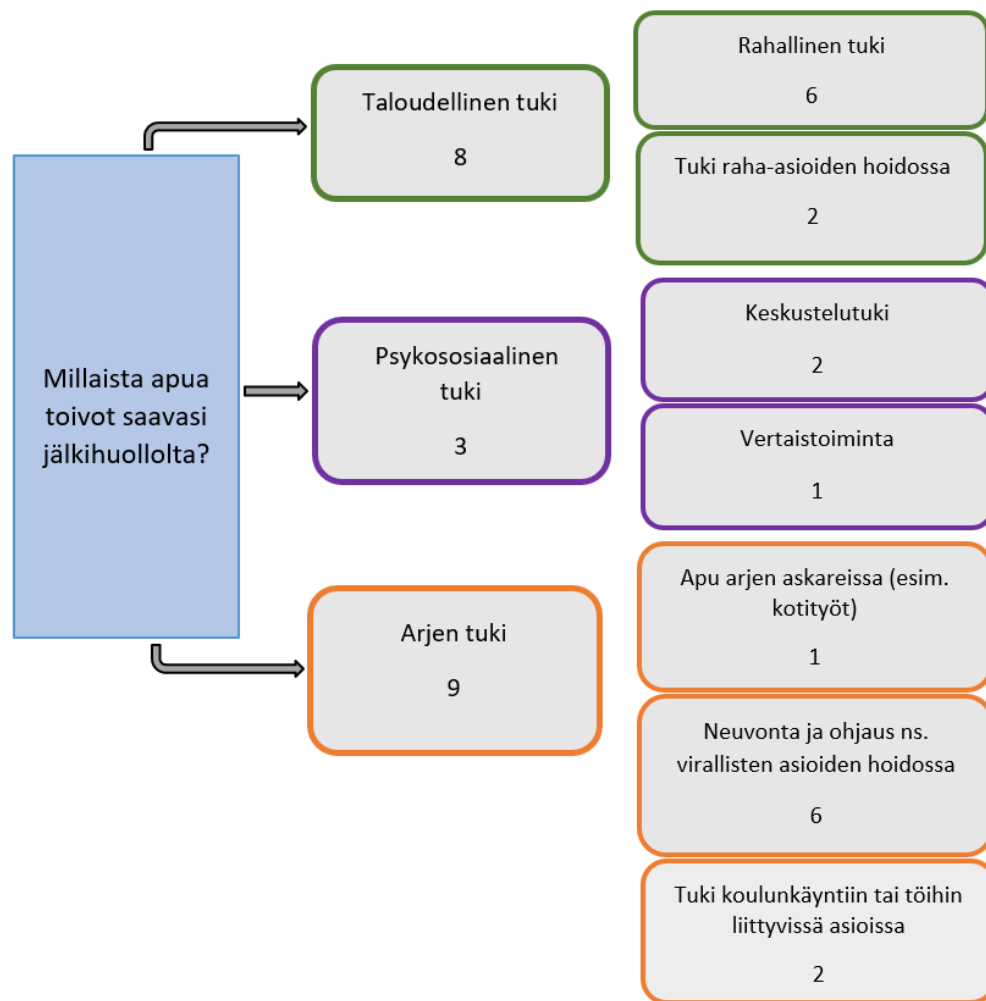 Millaista apua
toivot saavasi
jälkihuollolta?
Taloudellinen tuki
8
Rahallinen tuki
6
Tuki raha-asioiden hoidossa
2
Psykososiaalinen
tuki
3
Keskustelutuki
2
Vertaistoiminta
1
Arjen tuki
9
Apu arjen askareissa (esim.
kotityöt)
1
Neuvonta ja ohjaus ns.
virallisten asioiden hoidossa
6
Tuki koulunkäyntiin tai töihin
liittyvissä asioissa
2